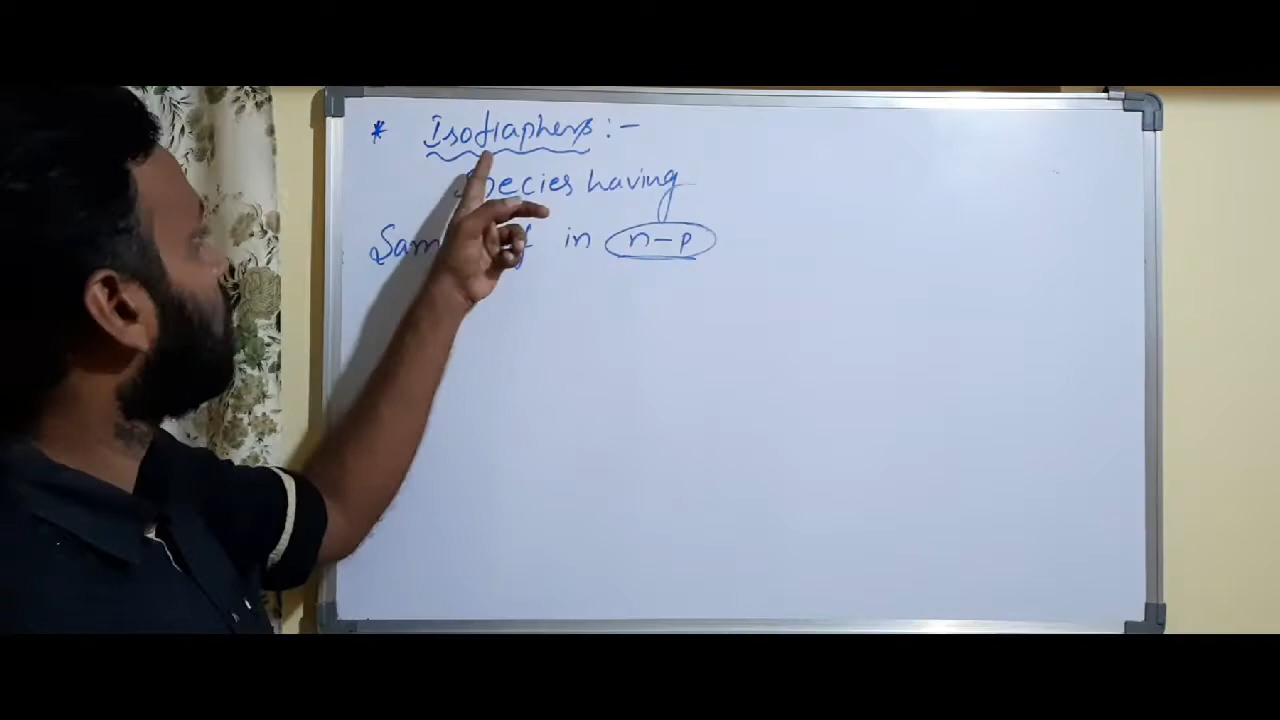 * Isodiaphers :-
Species having
Sam in n-p